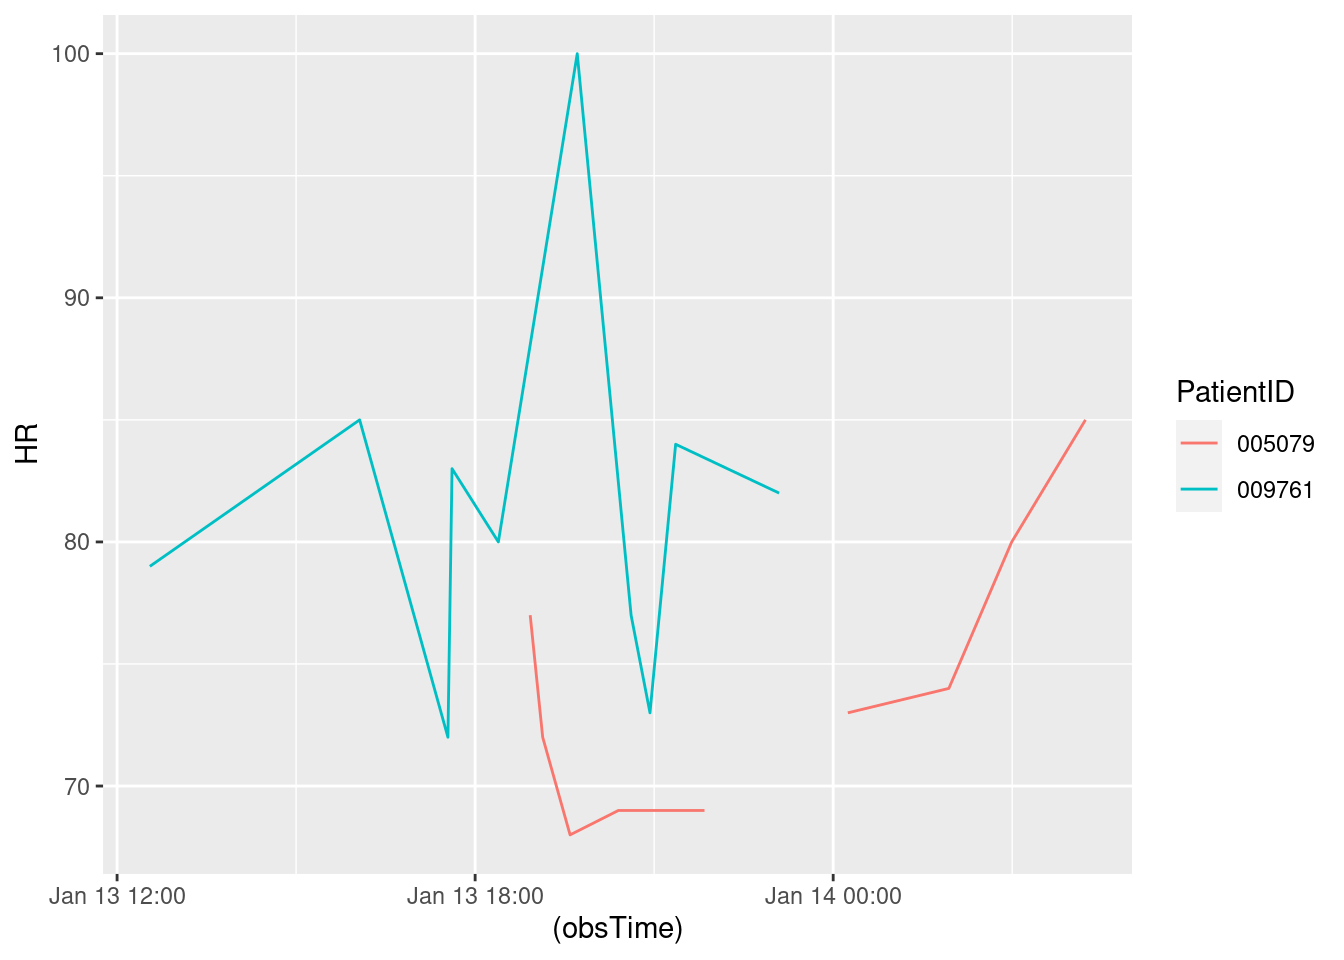 100
90
80
70
HR
Jan 13 12:00
Jan 13 18:00
Jan 14 00:00
(obsTime)
PatientID
005079
009761